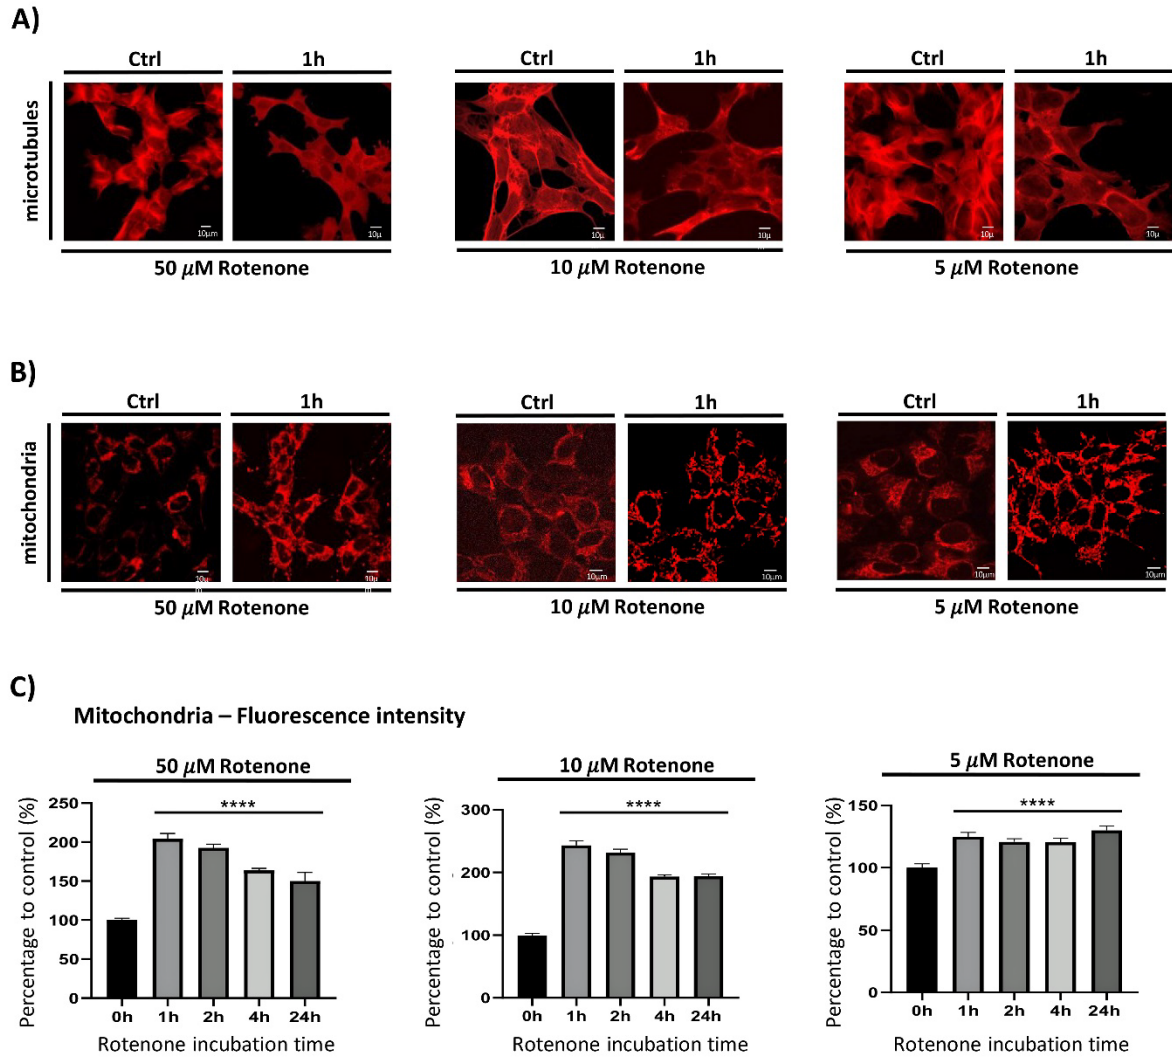 A)
Ctrl 1h Ctrl 1h Ctrl 1h
microtubules
10µm 10µ 10µ 10µ 10µ 10µ
50 µM Rotenone 10 µM Rotenone 5 µM Rotenone
B)
Ctrl 1h Ctrl 1h Ctrl 1h
mitochondria
10µ 10µ 10µm 10µm 10µm 10µm
m m
50 µM Rotenone 10 µM Rotenone 5 µM Rotenone
C)
Mitochondria – Fluorescence intensity
50 µM Rotenone
Percentage to control (%)
250
200
150
100
50
0
****
0h 1h 2h 4h 24h
Rotenone incubation time
10 µM Rotenone
Percentage to control (%)
300
200
100
0
****
0h 1h 2h 4h 24h
Rotenone incubation time
5 µM Rotenone
Percentage to control (%)
150
100
50
0
****
0h 1h 2h 4h 24h
Rotenone incubation time